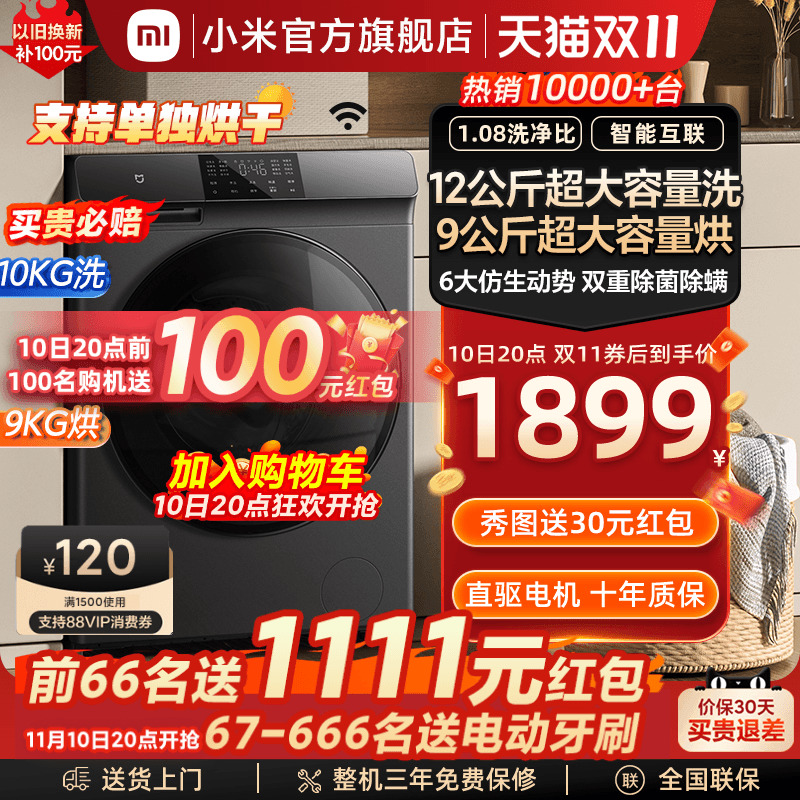 以旧换新
补100元
小米官方旗舰店
天猫双11
热销10000+台
支持单独烘干
1.08洗净比
智能互联
12公斤超大容量洗
9公斤超大容量烘
6大仿生动势 双重除菌除螨
0:46
买贵必赔
10KG洗
10日20点前
100名购机送
100元红包
9KG烘
10日20点 双11券后到手价
1899¥
加入购物车
10日20点狂欢开抢
秀图送30元红包
直驱电机 十年质保
¥120
满1500使用
支持88VIP消费券
前66名送1111元红包
11月10日20点开抢67-666名送电动牙刷
价保30天
买贵退差
送货上门
整机三年免费保修
联 全国联保